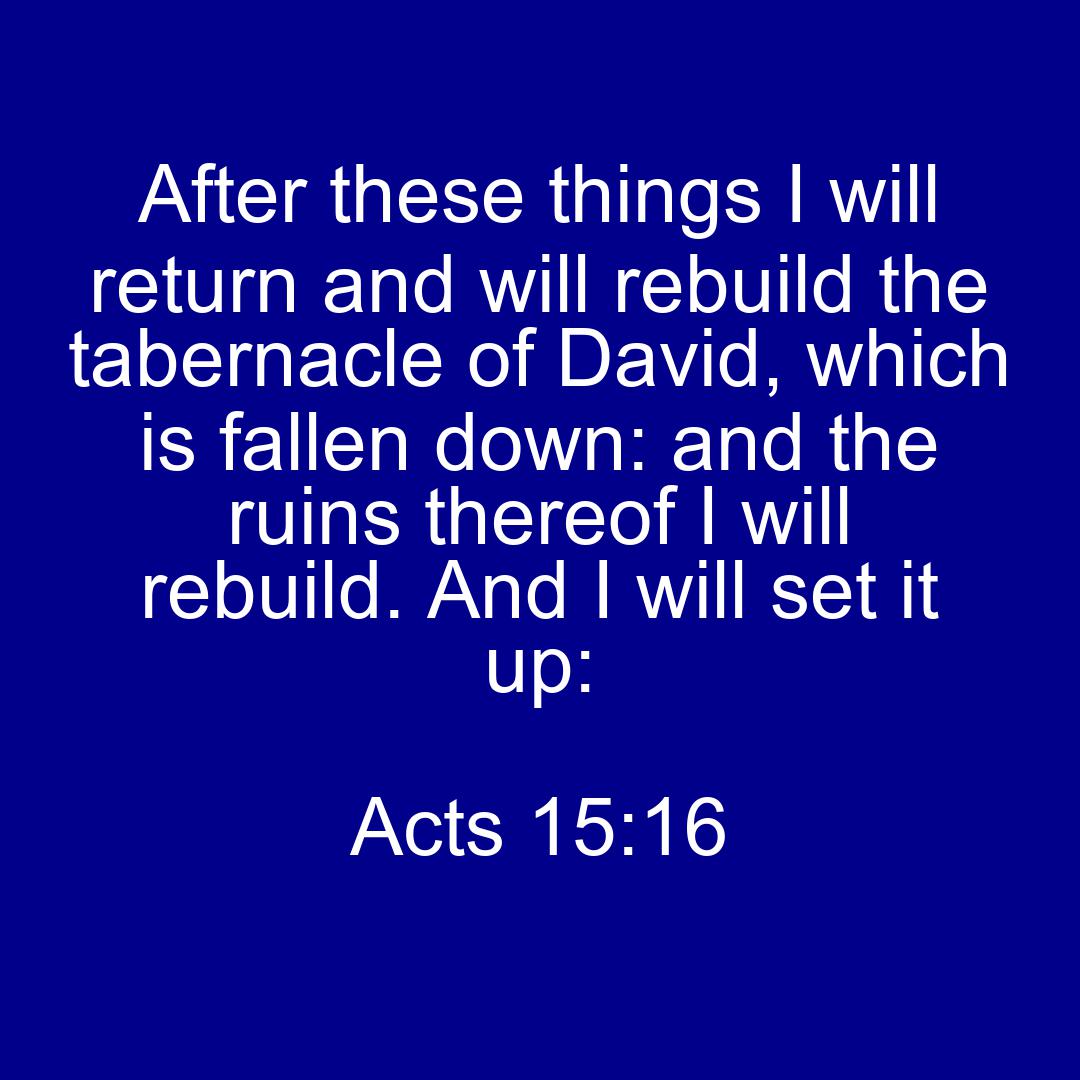 After these things I will
return and will rebuild the
tabernacle of David, which
is fallen down: and the
ruins thereof I will
rebuild. And I will set it
up:
Acts 15:16